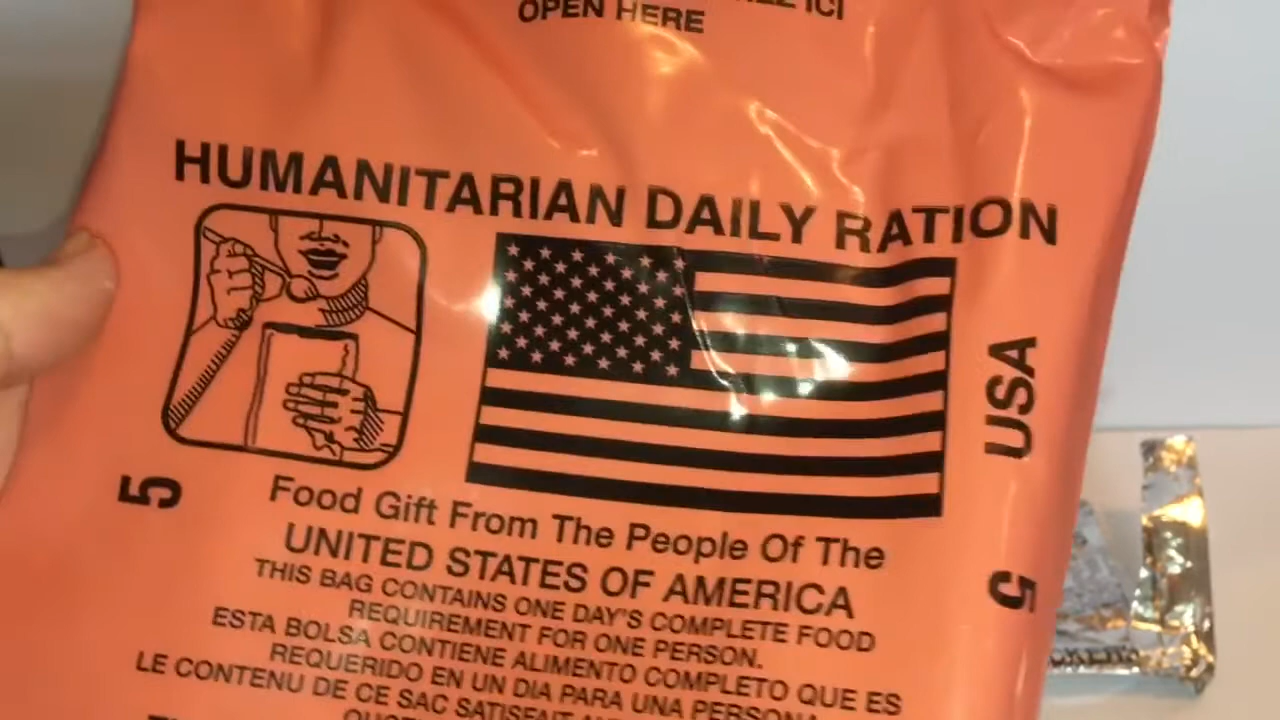 ICI
OPEN HERE
HUMANITARIAN DAILY RATION
USA
5
Food Gift From The People Of The
UNITED STATES OF AMERICA
5
THIS BAG CONTAINS ONE DAY'S COMPLETE FOOD
REQUIREMENT FOR ONE PERSON.
ESTA BOLSA CONTIENE ALIMENTO COMPLETO QUE ES
REQUERIDO EN UN DIA PARA UNA PERSONA
LE CONTENU DE CE SAC SATISFAIT